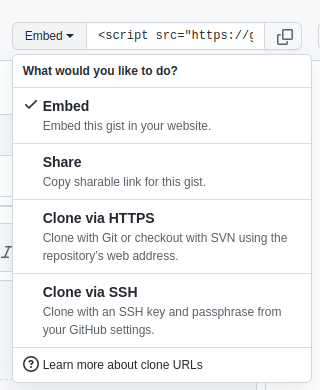 Embed <script src="https://g
What would you like to do?
Embed
Embed this gist in your website.
Share
Copy sharable link for this gist.
Clone via HTTPS
Clone with Git or checkout with SVN using the
repository's web address.
Clone via SSH
Clone with an SSH key and passphrase from
your GitHub settings.
Learn more about clone URLs